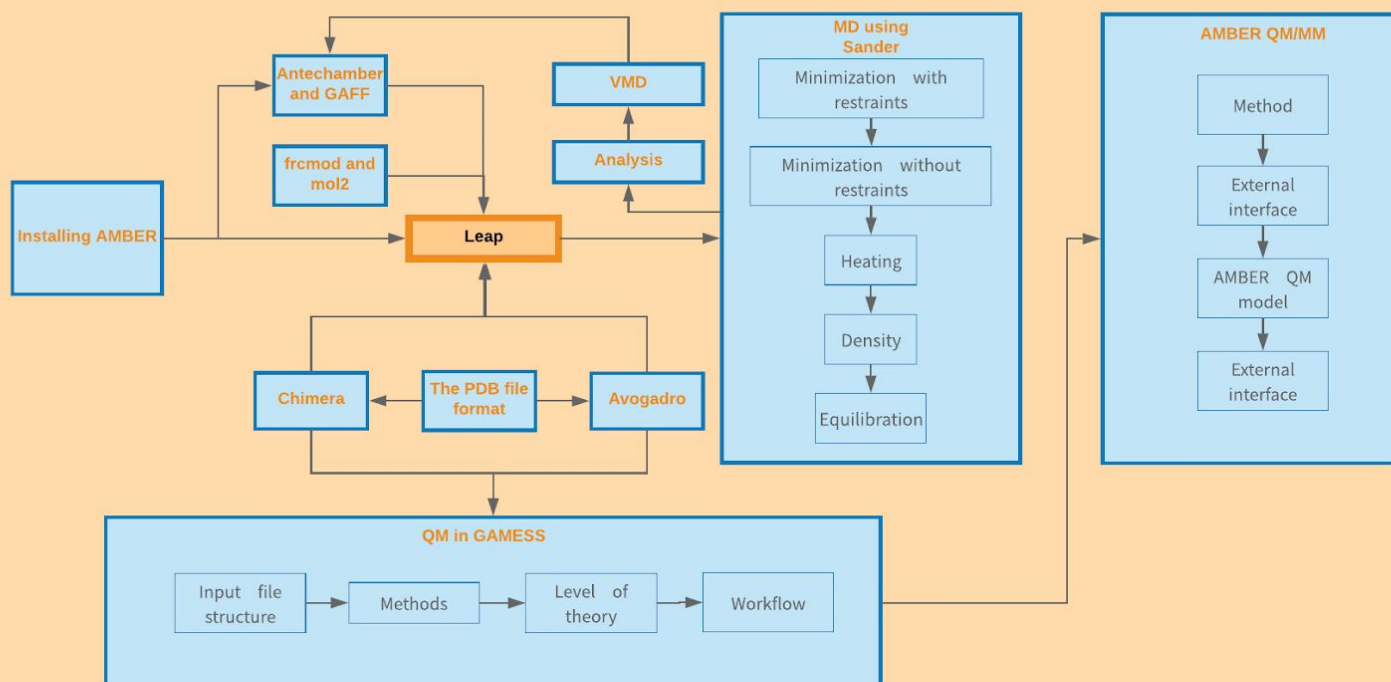 Installing AMBER
Antechamber
and GAFF
frcmod and
mol2
Leap
VMD
Analysis
Chimera
The PDB file
format
Avogadro
MD using
Sander
Minimization with
restraints
Minimization without
restraints
Heating
Density
Equilibration
AMBER QM/MM
Method
External
interface
AMBER QM
model
External
interface
QM in GAMESS
Input file
structure
Methods
Level of
theory
Workflow